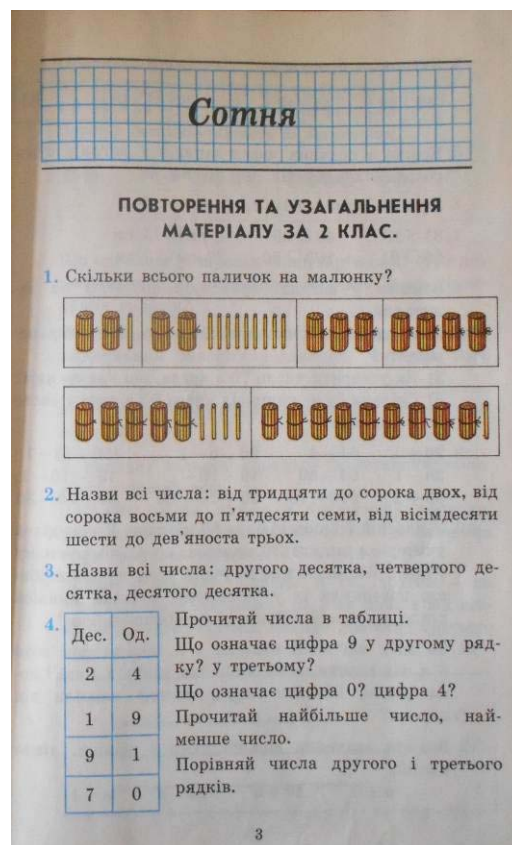 Сотня
ПОВТОРЕННЯ ТА УЗАГАЛЬНЕННЯ
МАТЕРІАЛУ ЗА 2 КЛАС.
1. Скільки всього паличок на малюнку?
2. Назви всі числа: від тридцяти до сорока двох, від
сорока восьми до п'ятдесяти семи, від вісімдесяти
шести до дев'яноста трьох.
3. Назви всі числа: другого десятка, четвертого де-
сятка, десятого десятка.
4.
Дес. Од.
2 4
1 9
9 1
7 0
Прочитай числа в таблиці.
Що означає цифра 9 у другому ряд-
ку? у третьому?
Що означає цифра 0? цифра 4?
Прочитай найбільше число, най-
менше число.
Порівняй числа другого і третього
рядків.
3